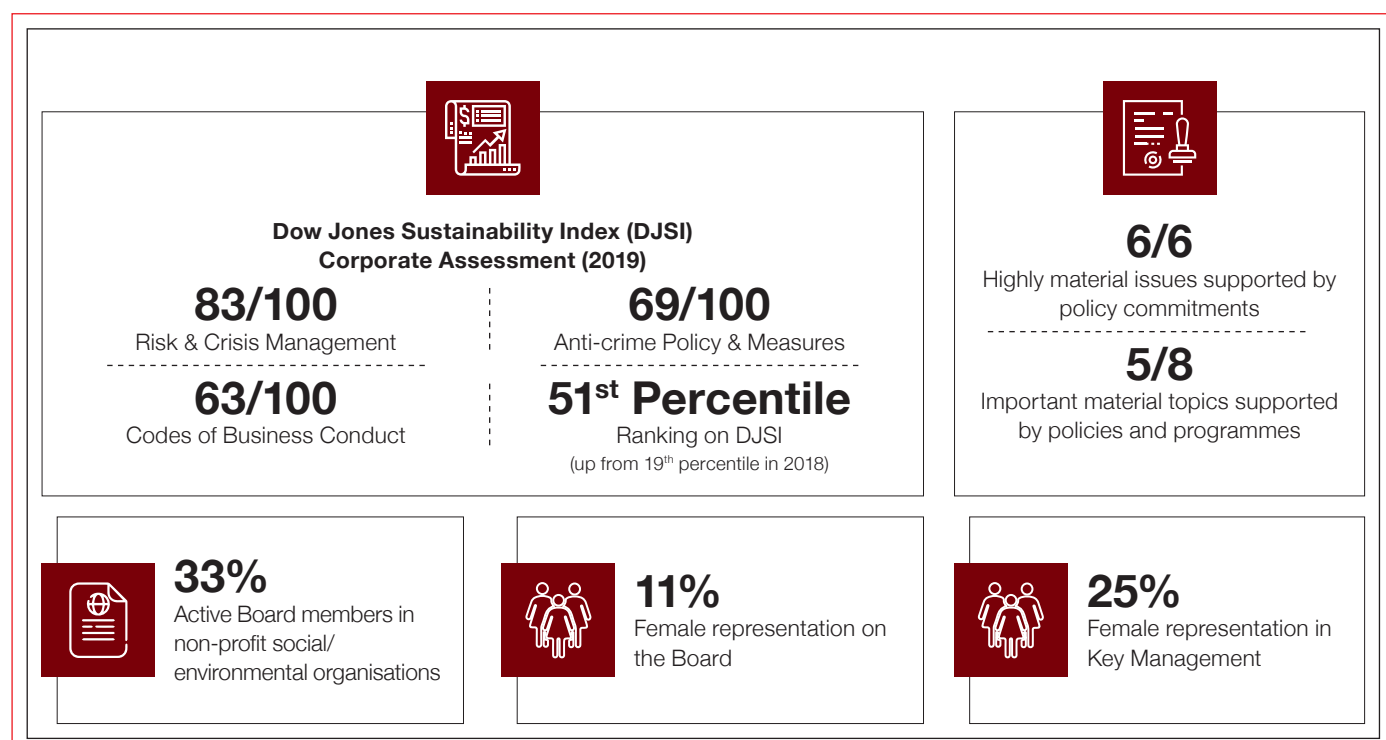 Dow Jones Sustainability Index (DJSI)
Corporate Assessment (2019)
83/100
Risk & Crisis Management
69/100
Anti-crime Policy & Measures
63/100
Codes of Business Conduct
51st Percentile
Ranking on DJSI
(up from 19th percentile in 2018)
6/6
Highly material issues supported by
policy commitments
5/8
Important material topics supported
by policies and programmes
33%
Active Board members in
non-profit social/
environmental organisations
11%
Female representation on
the Board
25%
Female representation in
Key Management